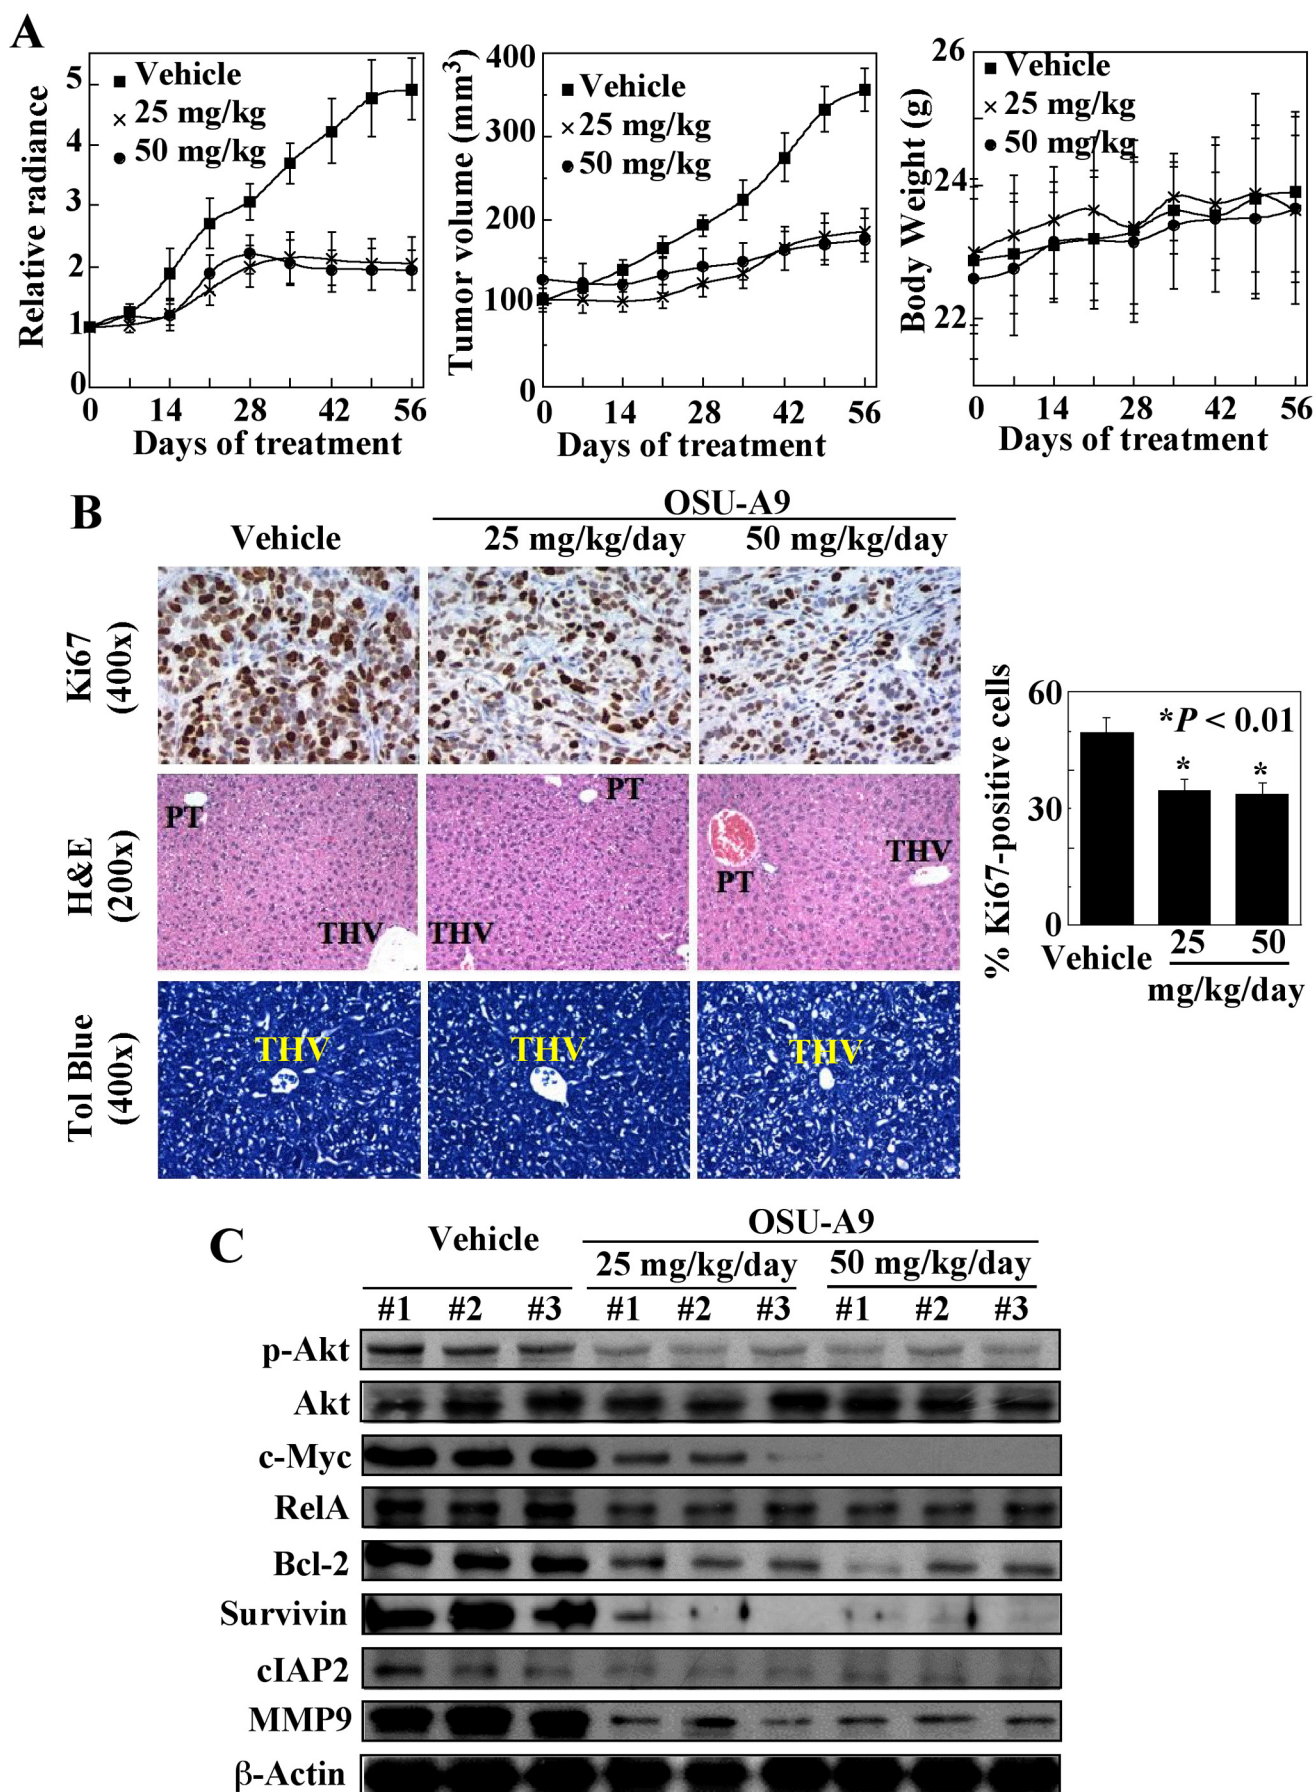 A
Relative radiance
5
4
3
2
1
0
Vehicle
25 mg/kg
50 mg/kg
0 14 28 42 56
Days of treatment
Tumor volume (mm³)
400
300
200
100
0
Vehicle
25 mg/kg
50 mg/kg
0 14 28 42 56
Days of treatment
Body Weight (g)
26
24
22
Vehicle
25 mg/kg
50 mg/kg
0 14 28 42 56
Days of treatment
B
OSU-A9
Vehicle 25 mg/kg/day 50 mg/kg/day
Ki67
(400x)
H&E
(200x)
PT
THV
PT
THV
PT
THV
Tol Blue
(400x)
THV
THV
THV
% Ki67-positive cells
60
30
0
*P < 0.01
*
*
Vehicle 25 50
mg/kg/day
C
Vehicle OSU-A9
25 mg/kg/day 50 mg/kg/day
#1 #2 #3 #1 #2 #3 #1 #2 #3
p-Akt
Akt
c-Myc
RelA
Bcl-2
Survivin
cIAP2
MMP9
β-Actin